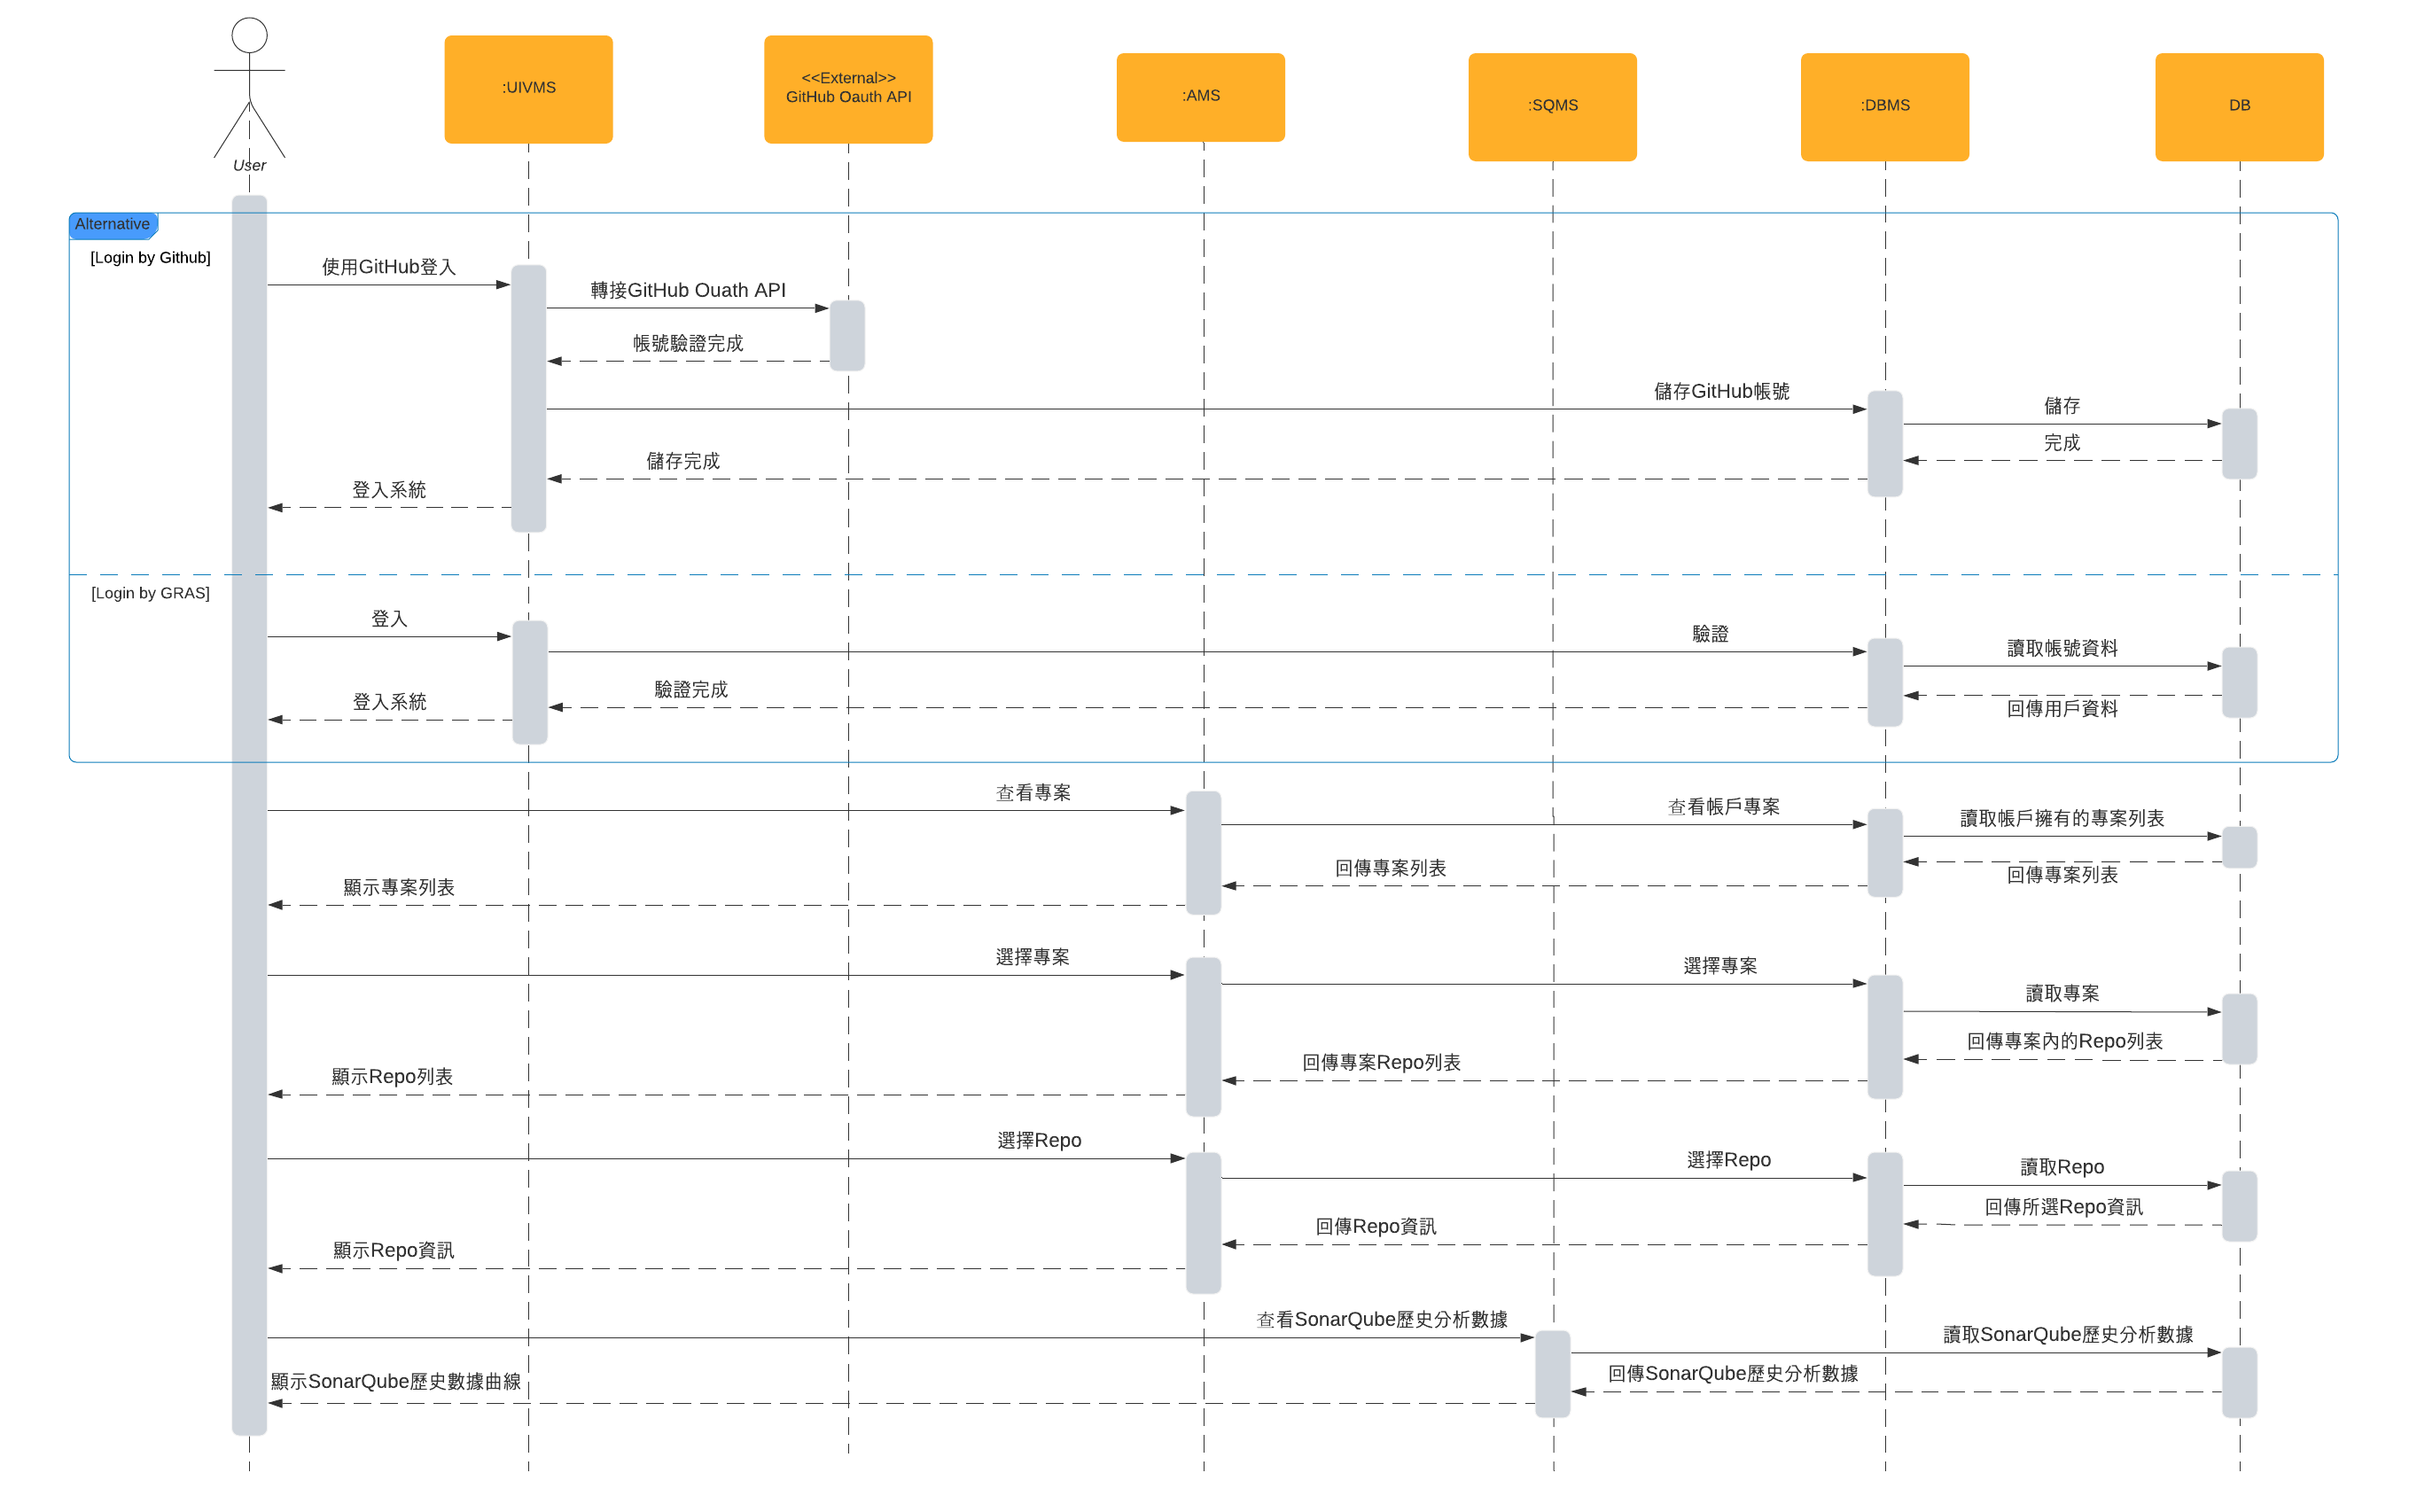 User
:UIVMS
<<External>>
GitHub Oauth API
:AMS
:SQMS
:DBMS
DB
Alternative
[Login by Github]
使用GitHub登入
轉接GitHub Ouath API
帳號驗證完成
儲存GitHub帳號
儲存
完成
儲存完成
登入系統
[Login by GRAS]
登入
驗證
讀取帳號資料
回傳用戶資料
驗證完成
登入系統
查看專案
查看帳戶專案
讀取帳戶擁有的專案列表
回傳專案列表
回傳專案列表
顯示專案列表
選擇專案
選擇專案
讀取專案
回傳專案內的Repo列表
回傳專案Repo列表
顯示Repo列表
選擇Repo
選擇Repo
讀取Repo
回傳所選Repo資訊
回傳Repo資訊
顯示Repo資訊
查看SonarQube歷史分析數據
讀取SonarQube歷史分析數據
回傳SonarQube歷史分析數據
顯示SonarQube歷史數據曲線